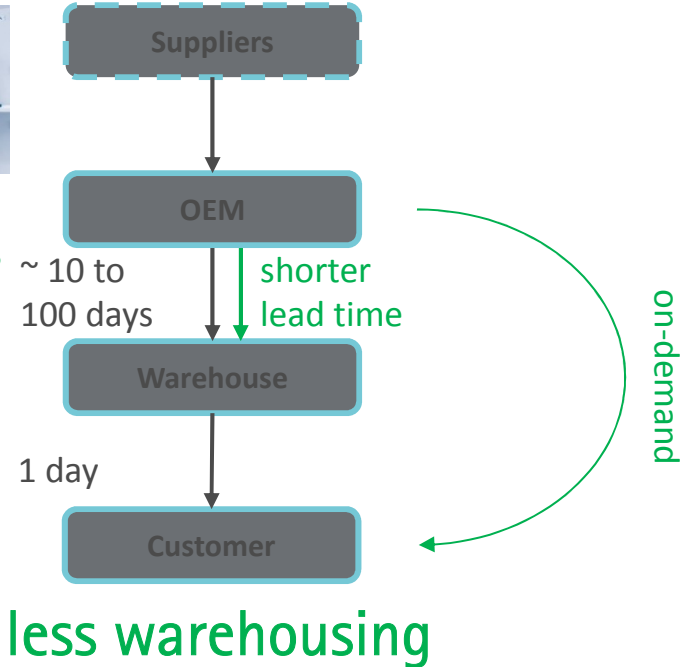 Suppliers
OEM
~ 10 to
100 days
shorter
lead time
Warehouse
on-demand
1 day
Customer
less warehousing